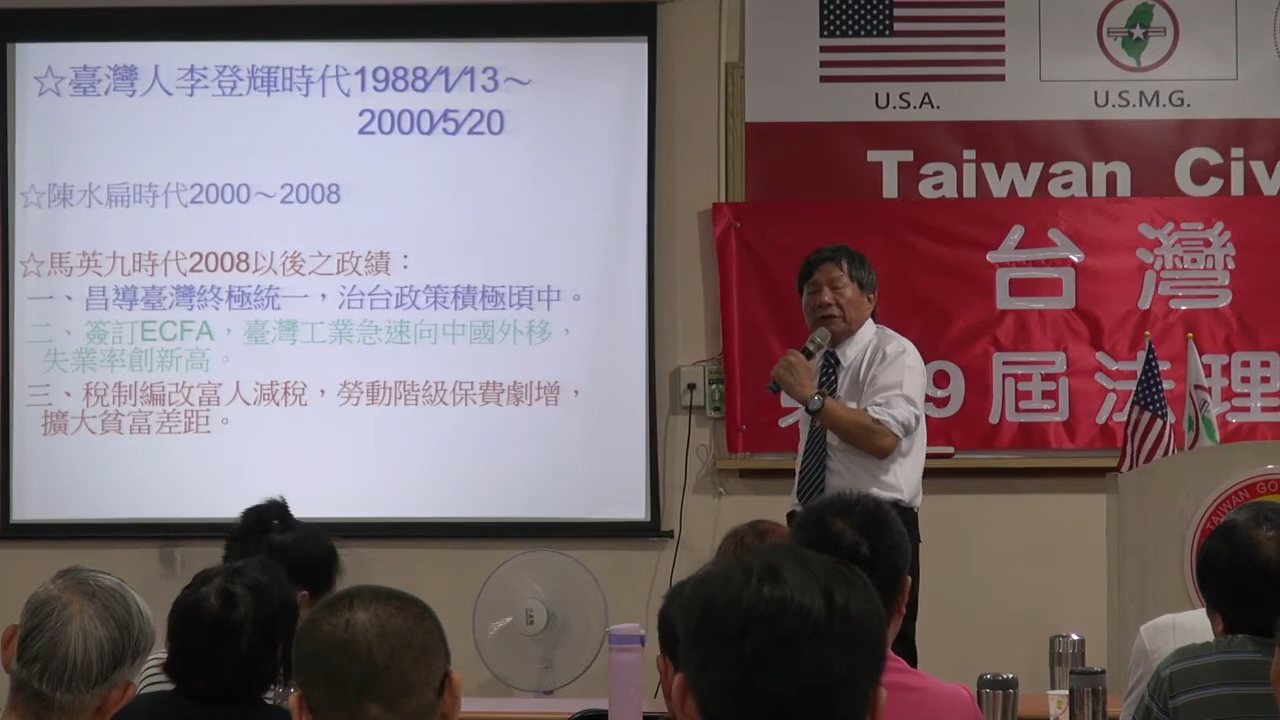 ☆臺灣人李登輝時代1988/1/13～
2000/5/20
☆陳水扁時代2000～2008
☆馬英九時代2008以後之政績：
一、昌導臺灣終極統一，治台政策積極頃中。
二、簽訂ECFA，臺灣工業急速向中國外移，
失業率創新高。
三、稅制編改富人減稅，勞動階級保費劇增，
擴大貧富差距。
U.S.A.
U.S.M.G.
Taiwan Civ
台灣
9屆法理
TAIWAN GO